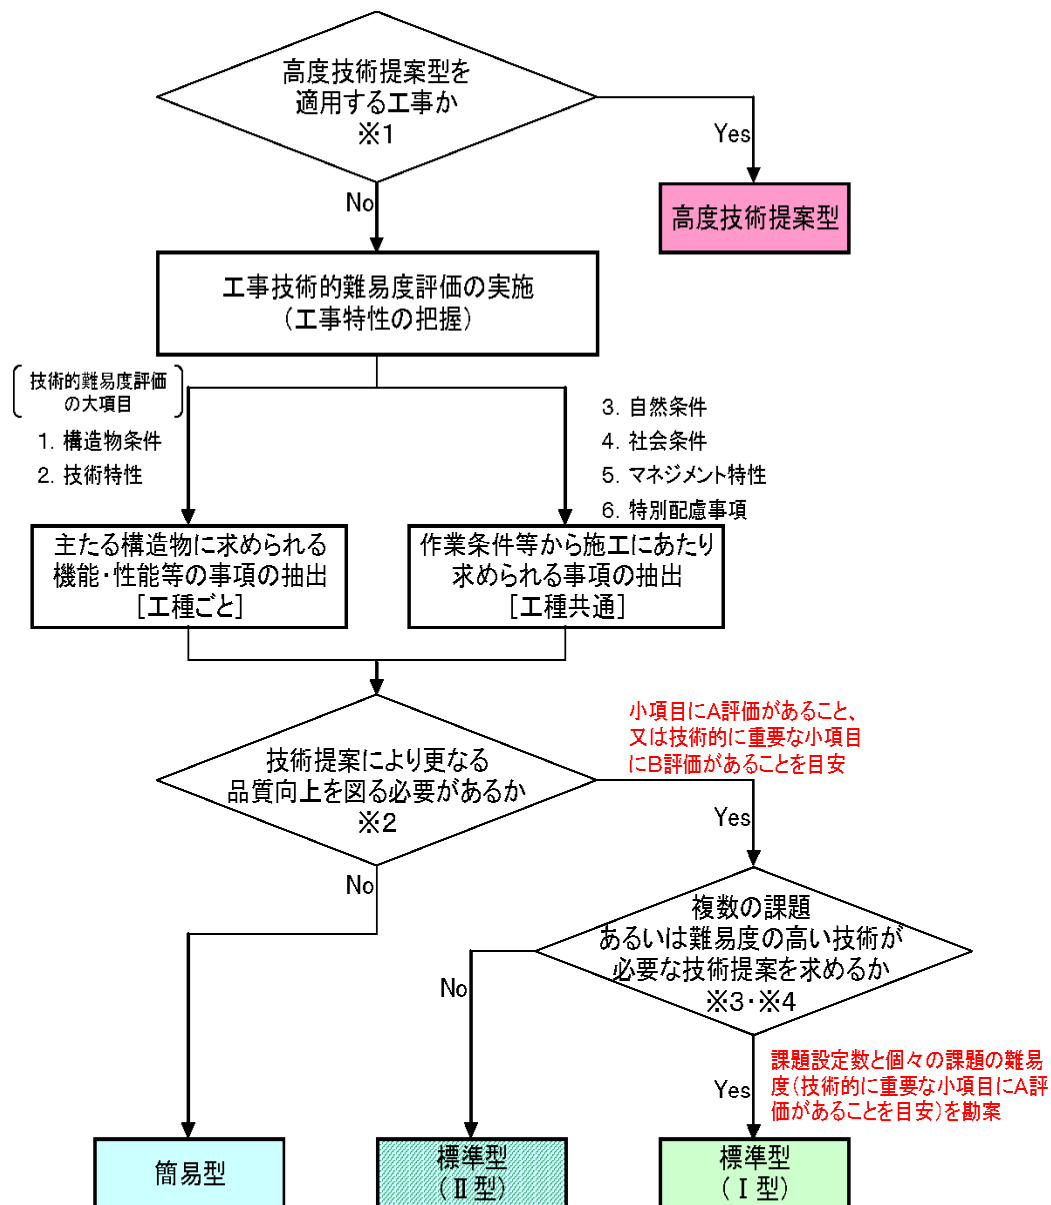 高度技術提案型を
適用する工事か
※1
Yes
No
高度技術提案型
工事技術的難易度評価の実施
（工事特性の把握）
技術的難易度評価
の大項目
1．構造物条件
2．技術特性
3．自然条件
4．社会条件
5．マネジメント特性
6．特別配慮事項
主たる構造物に求められる
機能・性能等の事項の抽出
［工種ごと］
作業条件等から施工にあたり
求められる事項の抽出
［工種共通］
小項目にA評価があること、
又は技術的に重要な小項目
にB評価があることを目安
技術提案により更なる
品質向上を図る必要があるか
※2
Yes
No
複数の課題
あるいは難易度の高い技術が
必要な技術提案を求めるか
※3・※4
No
Yes
課題設定数と個々の課題の難易
度（技術的に重要な小項目にA評
価があることを目安）を勘案
簡易型
標準型
（Ⅱ型）
標準型
（Ⅰ型）